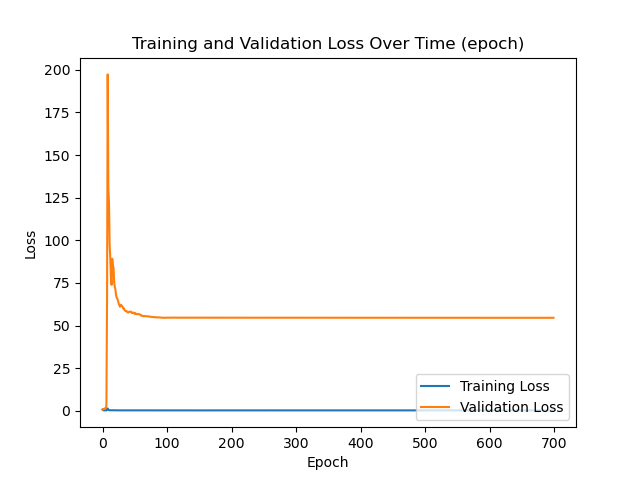 Training and Validation Loss Over Time (epoch)
200
175
150
125
100
75
50
25
0
Loss
0 100 200 300 400 500 600 700
Epoch
Training Loss
Validation Loss